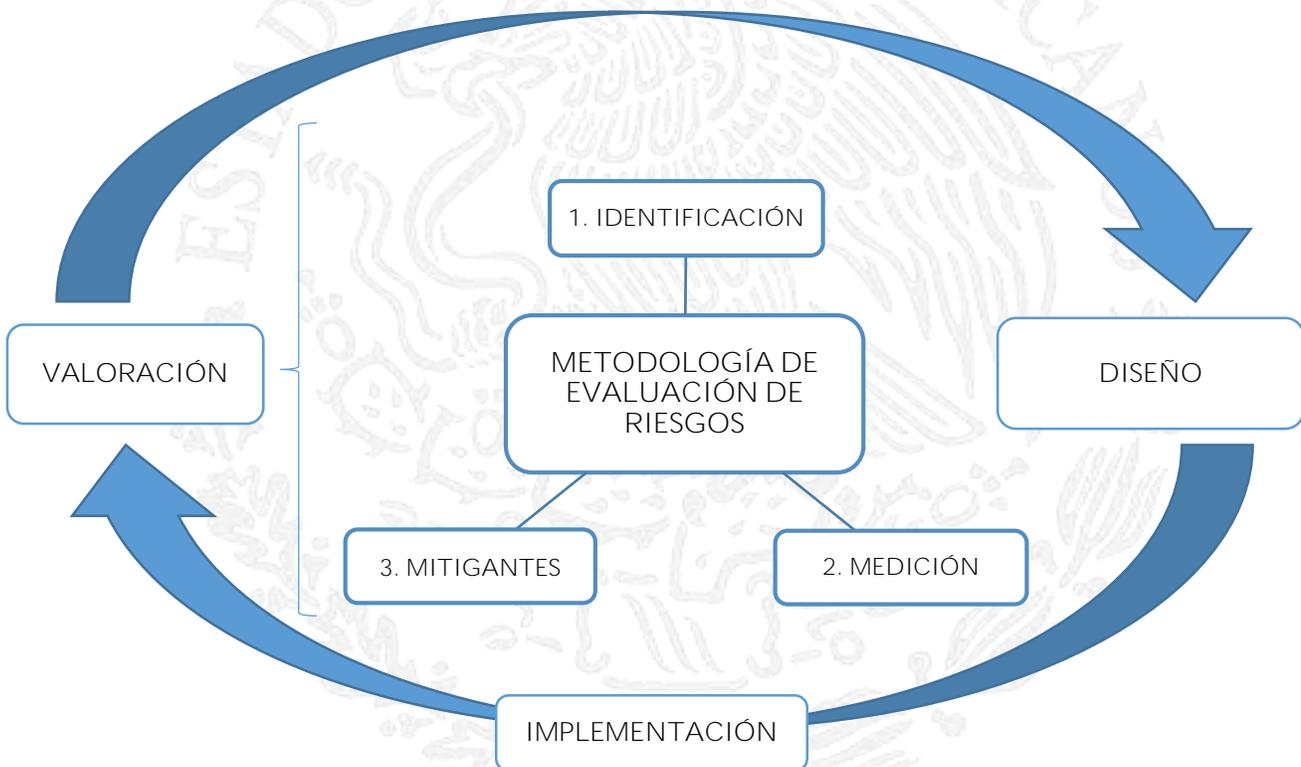 1. IDENTIFICACIÓN
VALORACIÓN
METODOLOGÍA DE
EVALUACIÓN DE
RIESGOS
DISEÑO
3. MITIGANTES
2. MEDICIÓN
IMPLEMENTACIÓN